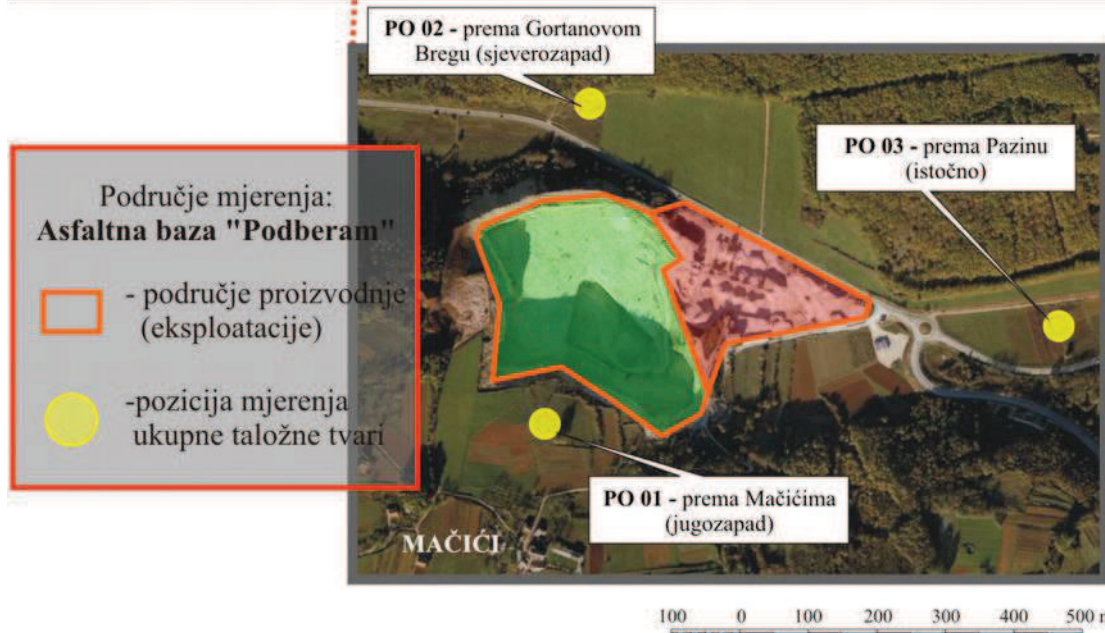 PO 02 - prema Gortanovom
Bregu (sjeverozapad)
PO 03 - prema Pazinu
(istočno)
Područje mjerenja:
Asfaltna baza "Podberam"
- područje proizvodnje
(eksploatacije)
-pozicija mjerenja
ukupne taložne tvari
PO 01 - prema Mačićima
(jugozapad)
MAČIĆI
100 0 100 200 300 400 500 m